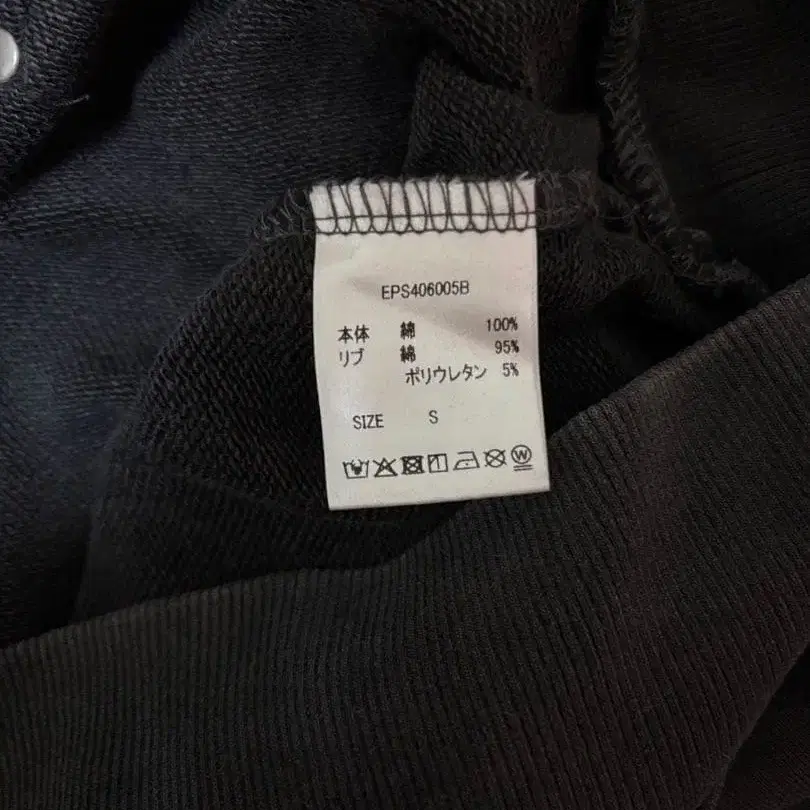 EPS406005B
本体 綿 100%
リブ 綿 95%
ポリウレタン 5%
SIZE S
W